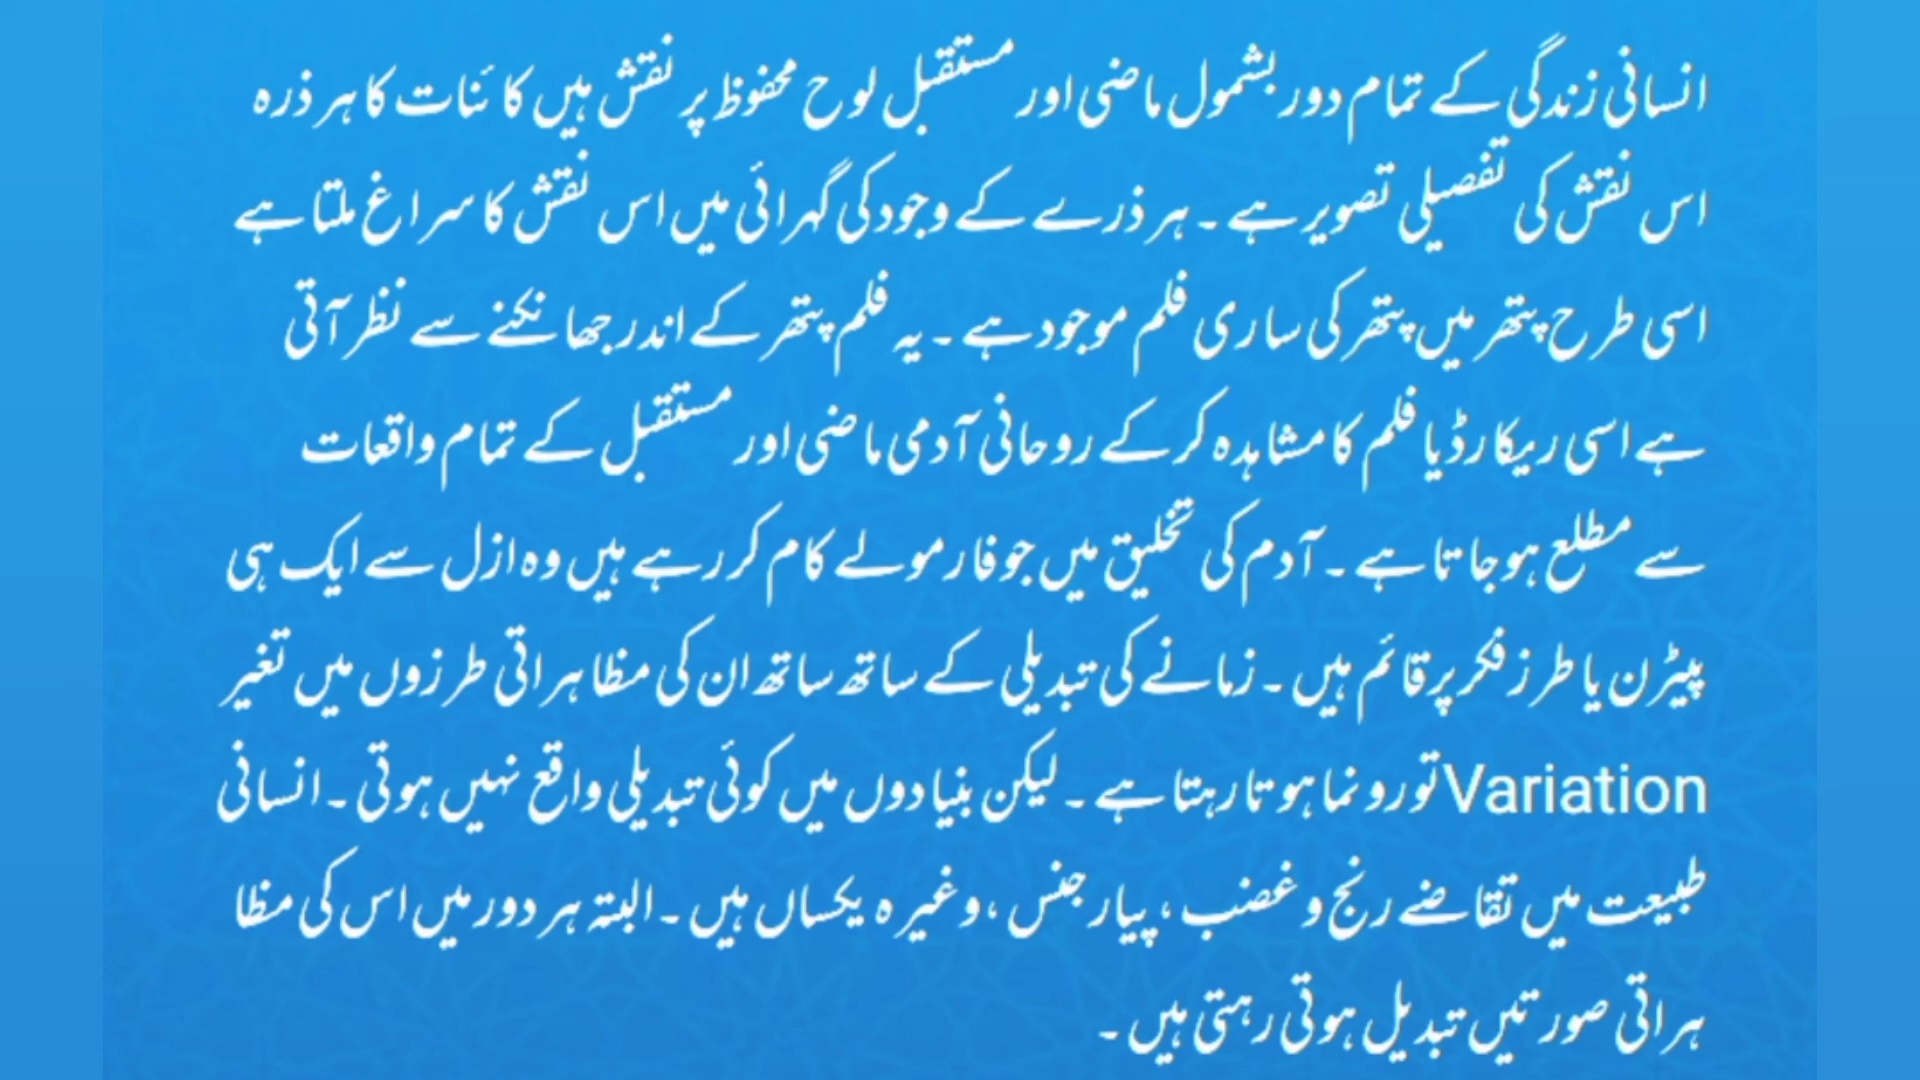 انسانی زندگی کے تمام دور بشمول ماضی اور مستقبل لوح محفوظ پر نقش ہیں کائنات کا ہر ذرہ
اس نقش کی تفصیلی تصویر ہے۔ ہر ذرے کے وجود کی گہرائی میں اس نقش کا سراغ ملتا ہے
اسی طرح پتھر میں پتھر کی ساری فلم موجود ہے۔ یہ فلم پتھر کے اندر جھانکنے سے نظر آتی
ہے اسی ریکارڈ یا فلم کا مشاہدہ کر کے روحانی آدمی ماضی اور مستقبل کے تمام واقعات
سے مطلع ہو جاتا ہے۔ آدم کی تخلیق میں جو فارمولے کام کر رہے ہیں وہ ازل سے ایک ہی
پیٹرن یا طرز فکر پر قائم ہیں۔ زمانے کی تبدیلی کے ساتھ ساتھ ان کی مظاہراتی طرزوں میں تغیر
Variation تو رونما ہوتا رہتا ہے۔ لیکن بنیادوں میں کوئی تبدیلی واقع نہیں ہوتی۔ انسانی
طبیعت میں تقاضے رنج و غضب، پیار جنس، وغیرہ یکساں ہیں۔ البتہ ہر دور میں اس کی مظا
ہراتی صورتیں تبدیل ہوتی رہتی ہیں۔